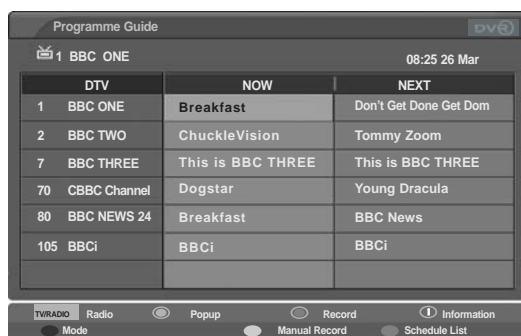 Programme Guide DVR
1 BBC ONE 08:25 26 Mar
DTV NOW NEXT
1 BBC ONE Breakfast Don't Get Done Get Dom
2 BBC TWO ChuckleVision Tommy Zoom
7 BBC THREE This is BBC THREE This is BBC THREE
70 CBBC Channel Dogstar Young Dracula
80 BBC NEWS 24 Breakfast BBC News
105 BBCi BBCi BBCi
TV/RADIO Radio Popup Record Information
Mode Manual Record Schedule List